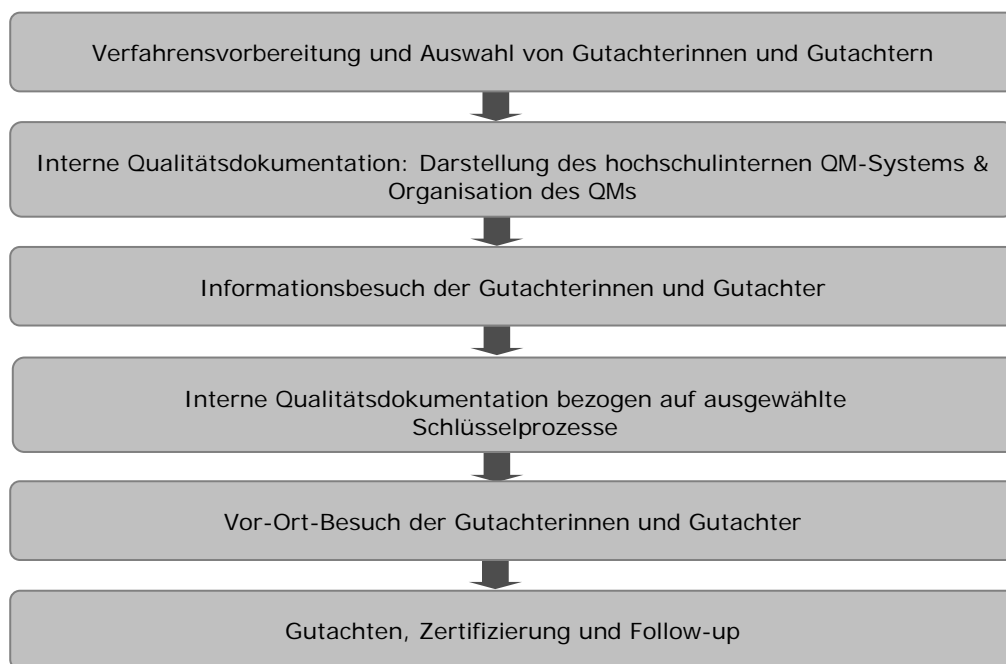 Verfahrensvorbereitung und Auswahl von Gutachterinnen und Gutachtern
Interne Qualitätsdokumentation: Darstellung des hochschulinternen QM-Systems &
Organisation des QMs
Informationsbesuch der Gutachterinnen und Gutachter
Interne Qualitätsdokumentation bezogen auf ausgewählte
Schlüsselprozesse
Vor-Ort-Besuch der Gutachterinnen und Gutachter
Gutachten, Zertifizierung und Follow-up